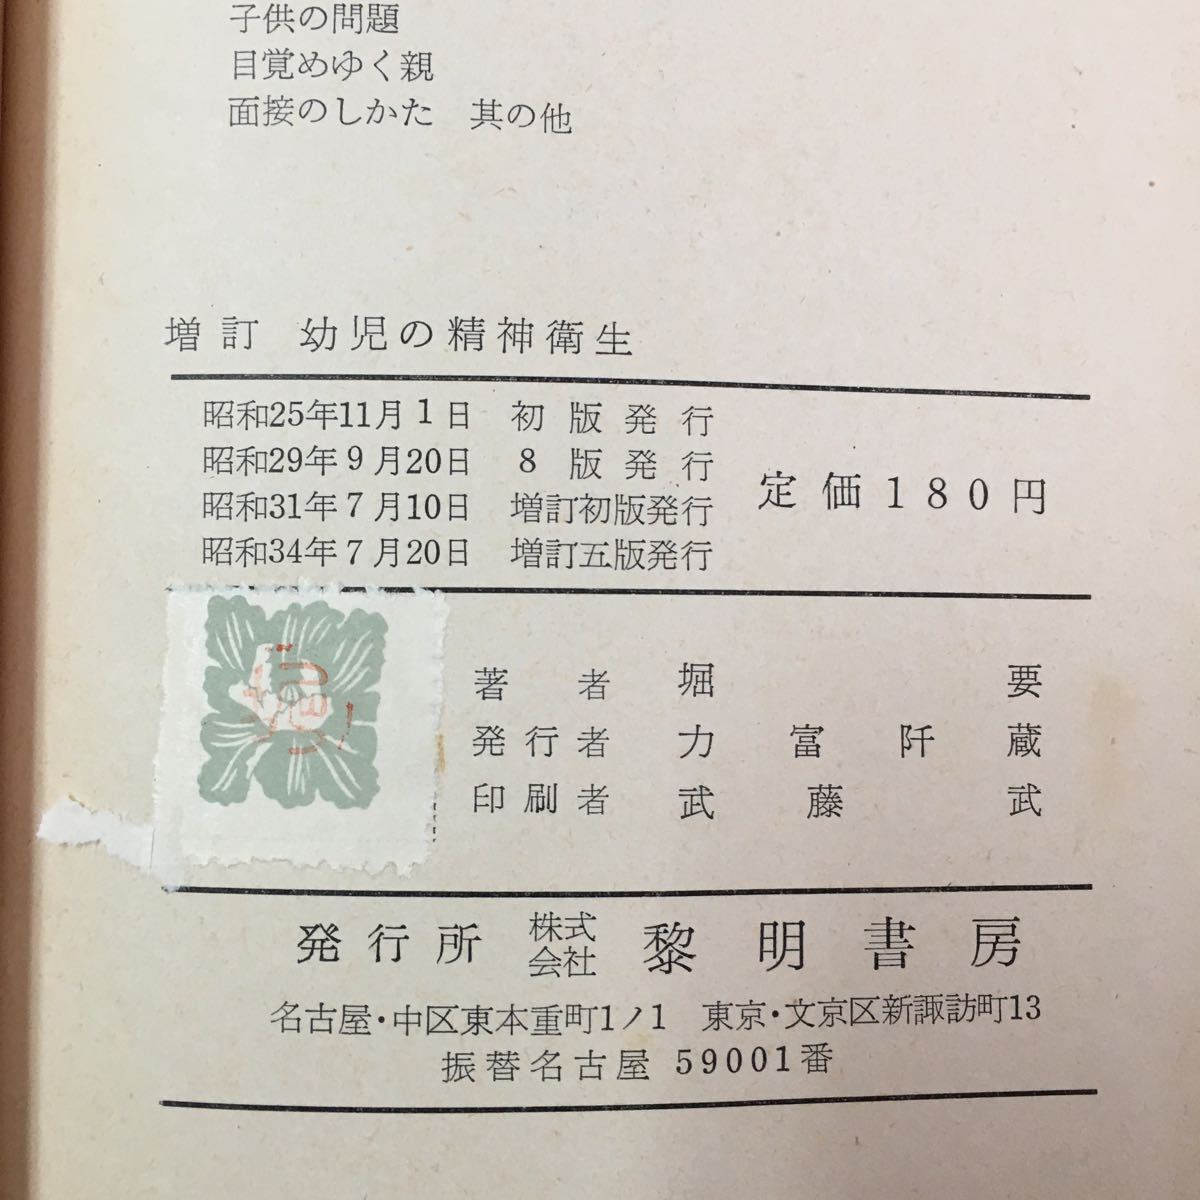 子供の問題
目覚めゆく親
面接のしかた 其の他
増訂 幼児の精神衛生
昭和25年11月1日 初版発行
昭和29年9月20日 8版発行
昭和31年7月10日 増訂初版発行
昭和34年7月20日 増訂五版発行
定価180円
著者 堀要
発行者 力富阡蔵
印刷者 武藤武
堀
発行所 株式会社 黎明書房
名古屋・中区東本重町1ノ1 東京・文京区新諏訪町13
振替名古屋 59001番